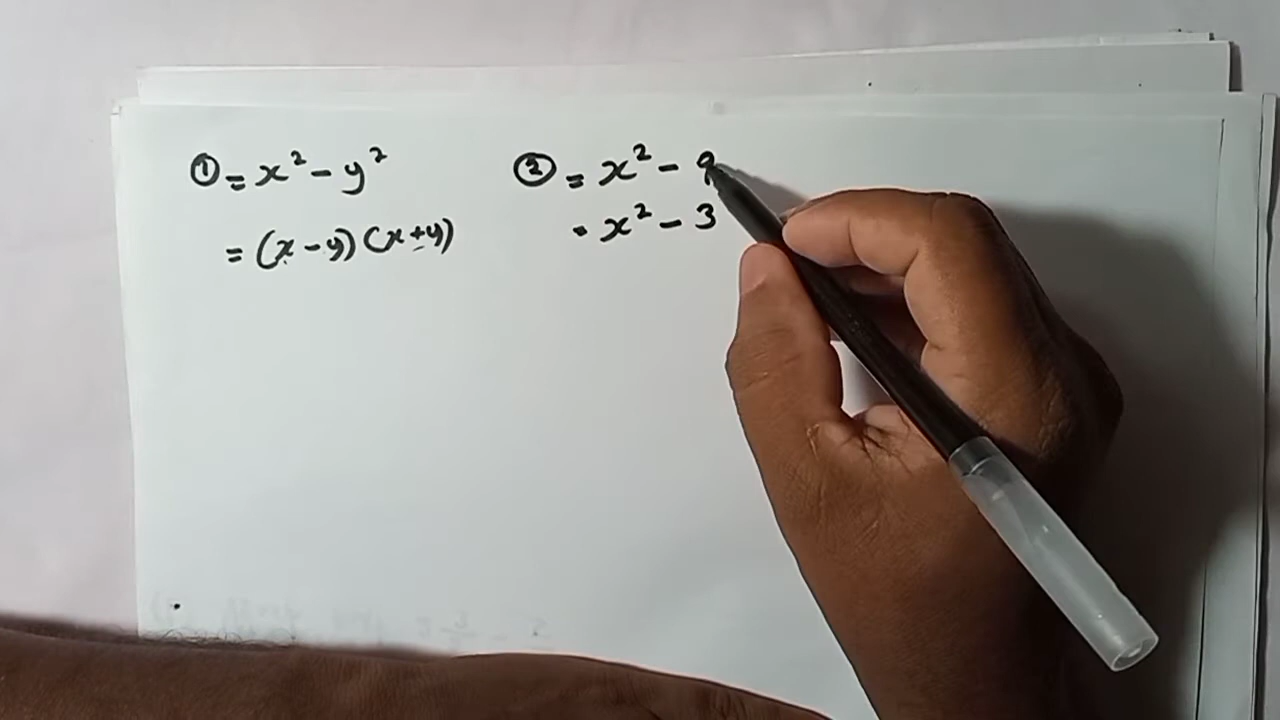 ① = x² - y²
= (x - y)(x + y)
② = x² - 9
= x² - 3